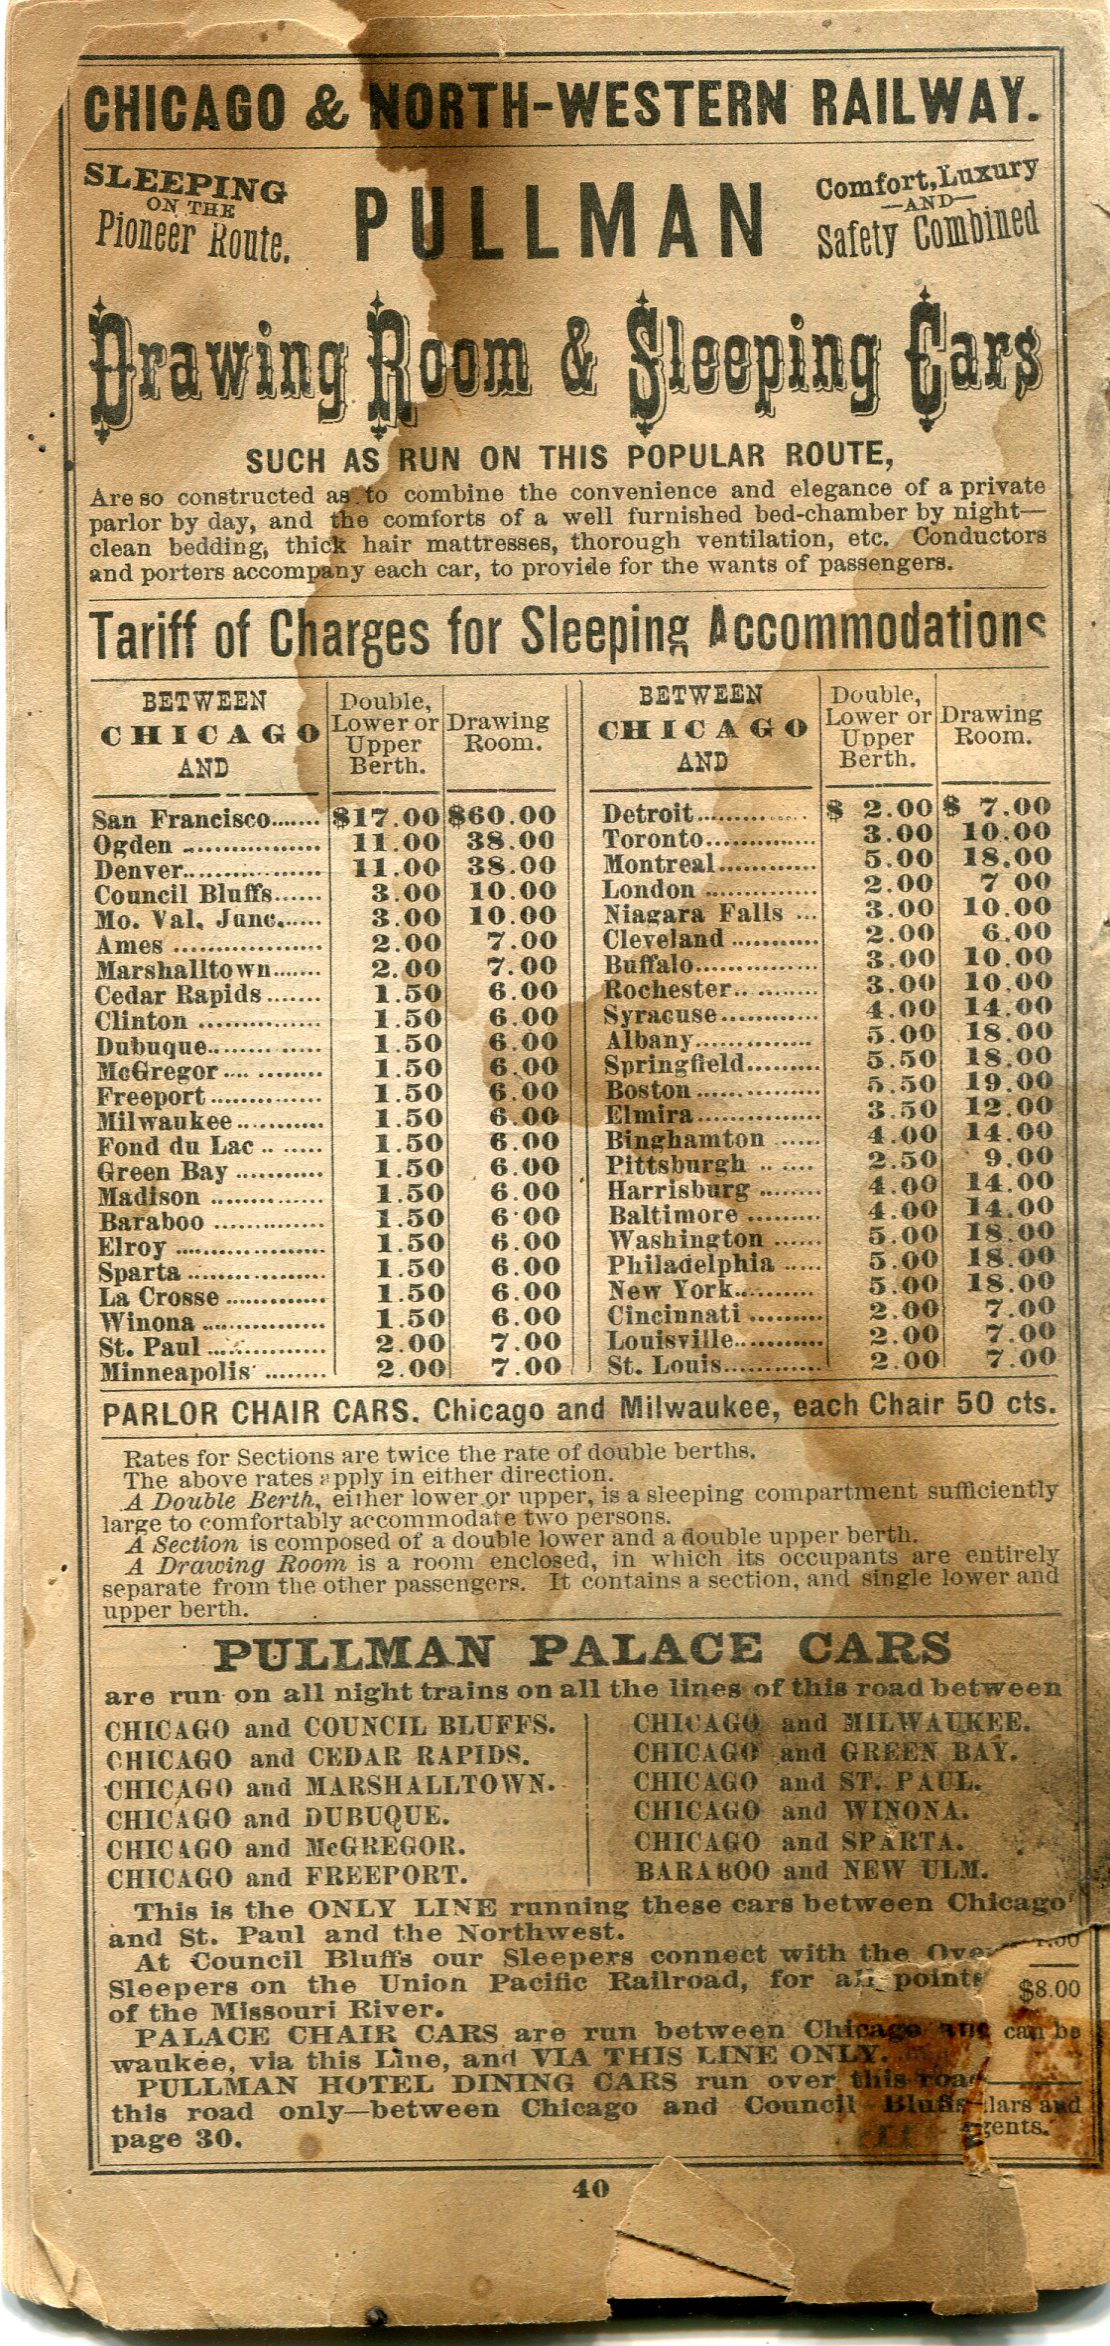 CHICAGO & NORTH-WESTERN RAILWAY.
SLEEPING
ON THE
Pioneer Route.
PULLMAN
Comfort, Luxury
—AND—
Safety Combined
Drawing Room & Sleeping Cars
SUCH AS RUN ON THIS POPULAR ROUTE,
Are so constructed as to combine the convenience and elegance of a private
parlor by day, and the comforts of a well furnished bed-chamber by night—
clean bedding, thick hair mattresses, thorough ventilation, etc. Conductors
and porters accompany each car, to provide for the wants of passengers.
Tariff of Charges for Sleeping Accommodations
BETWEEN
CHICAGO
AND
Double,
Lower or
Upper
Berth.
Drawing
Room.
San Francisco....... $17.00 $60.00
Ogden ................. 11.00 38.00
Denver................. 11.00 38.00
Council Bluffs...... 3.00 10.00
Mo. Val. Junc...... 3.00 10.00
Ames .................. 2.00 7.00
Marshalltown....... 2.00 7.00
Cedar Rapids....... 1.50 6.00
Clinton ............... 1.50 6.00
Dubuque.............. 1.50 6.00
McGregor ............ 1.50 6.00
Freeport.............. 1.50 6.00
Milwaukee........... 1.50 6.00
Fond du Lac ....... 1.50 6.00
Green Bay ........... 1.50 6.00
Madison .............. 1.50 6.00
Baraboo .............. 1.50 6.00
Elroy .................. 1.50 6.00
Sparta ................. 1.50 6.00
La Crosse ............. 1.50 6.00
Winona ............... 1.50 6.00
St. Paul ............... 2.00 7.00
Minneapolis ........ 2.00 7.00
BETWEEN
CHICAGO
AND
Double,
Lower or
Upper
Berth.
Drawing
Room.
Detroit.............. $ 2.00 $ 7.00
Toronto.............. 3.00 10.00
Montreal............ 5.00 18.00
London .............. 2.00 7 00
Niagara Falls ... 3.00 10.00
Cleveland ............ 2.00 6.00
Buffalo............... 3.00 10.00
Rochester............ 3.00 10.00
Syracuse............. 4.00 14.00
Albany............... 5.00 18.00
Springfield......... 5.50 18.00
Boston ............... 5.50 19.00
Elmira............... 3.50 12.00
Binghamton ...... 4.00 14.00
Pittsburgh ...... 2.50 9.00
Harrisburg ......... 4.00 14.00
Baltimore ......... 4.00 14.00
Washington ...... 5.00 18.00
Philadelphia ..... 5.00 18.00
New York........... 5.00 18.00
Cincinnati ......... 2.00 7.00
Louisville............ 2.00 7.00
St. Louis............. 2.00 7.00
PARLOR CHAIR CARS. Chicago and Milwaukee, each Chair 50 cts.
Rates for Sections are twice the rate of double berths.
The above rates apply in either direction.
A Double Berth, either lower or upper, is a sleeping compartment sufficiently
large to comfortably accommodate two persons.
A Section is composed of a double lower and a double upper berth.
A Drawing Room is a room enclosed, in which its occupants are entirely
separate from the other passengers. It contains a section, and single lower and
upper berth.
PULLMAN PALACE CARS
are run on all night trains on all the lines of this road between
CHICAGO and COUNCIL BLUFFS.
CHICAGO and CEDAR RAPIDS.
CHICAGO and MARSHALLTOWN.
CHICAGO and DUBUQUE.
CHICAGO and McGREGOR.
CHICAGO and FREEPORT.
CHICAGO and MILWAUKEE.
CHICAGO and GREEN BAY.
CHICAGO and ST. PAUL.
CHICAGO and WINONA.
CHICAGO and SPARTA.
BARABOO and NEW ULM.
This is the ONLY LINE running these cars between Chicago
and St. Paul and the Northwest.
At Council Bluffs our Sleepers connect with the Ove
Sleepers on the Union Pacific Railroad, for all points
of the Missouri River.
PALACE CHAIR CARS are run between Chicago and
waukee, via this Line, and VIA THIS LINE ONLY.
PULLMAN HOTEL DINING CARS run over this road
this road only—between Chicago and Council Bluffs
page 30.
$8.00
can be
llars and
gents.
40